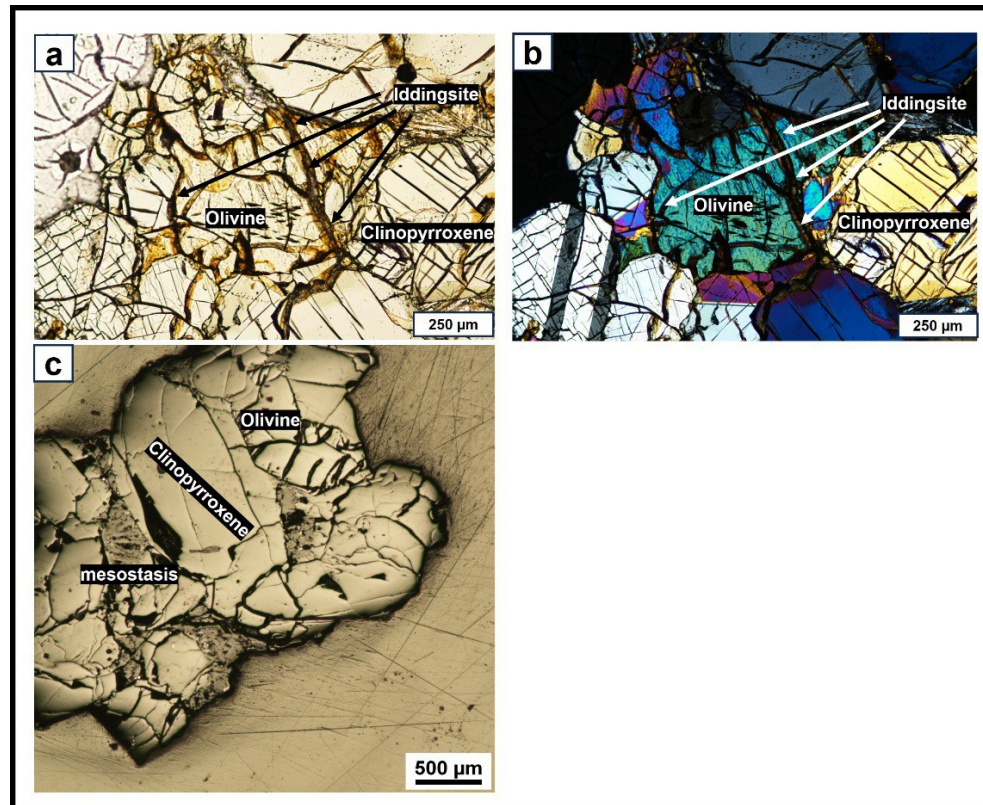 a
Iddingsite
Olivine
Clinopyrroxene
250 µm
b
Iddingsite
Olivine
Clinopyrroxene
250 µm
c
Olivine
Clinopyrroxene
mesostasis
500 µm